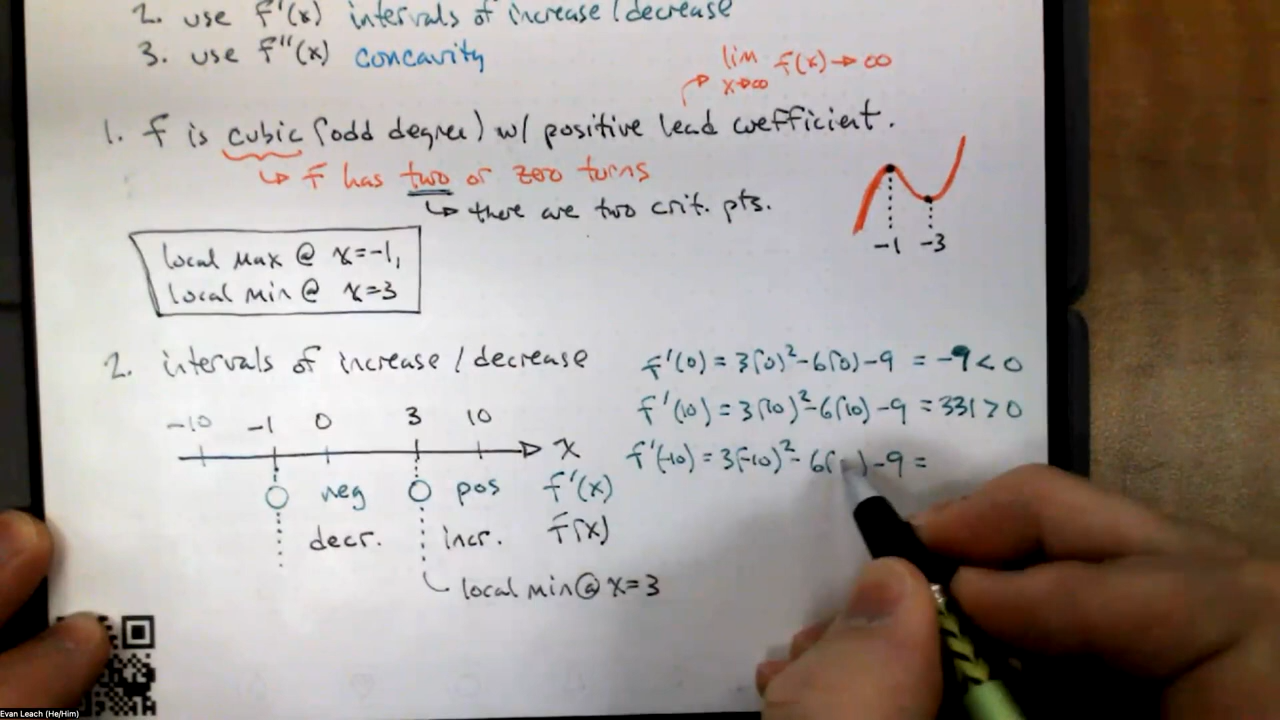 2. use f'(x) intervals of increase / decrease
3. use f''(x) concavity
lim x→∞ f(x) → ∞
1. f is cubic (odd degree) w/ positive lead coefficient.
↳ f has two or zero turns
↳ there are two crit. pts.
-1 -3
local max @ x=-1,
local min @ x=3
2. intervals of increase / decrease
f'(0) = 3(0)²-6(0)-9 = -9 < 0
f'(10) = 3(10)²-6(10)-9 = 231 > 0
f'(-10) = 3(-10)²-6( )-9 =
-10 -1 0 3 10
x
0 neg 0 pos f'(x)
decr. incr. f(x)
local min @ x=3
Evan Leach (He/Him)